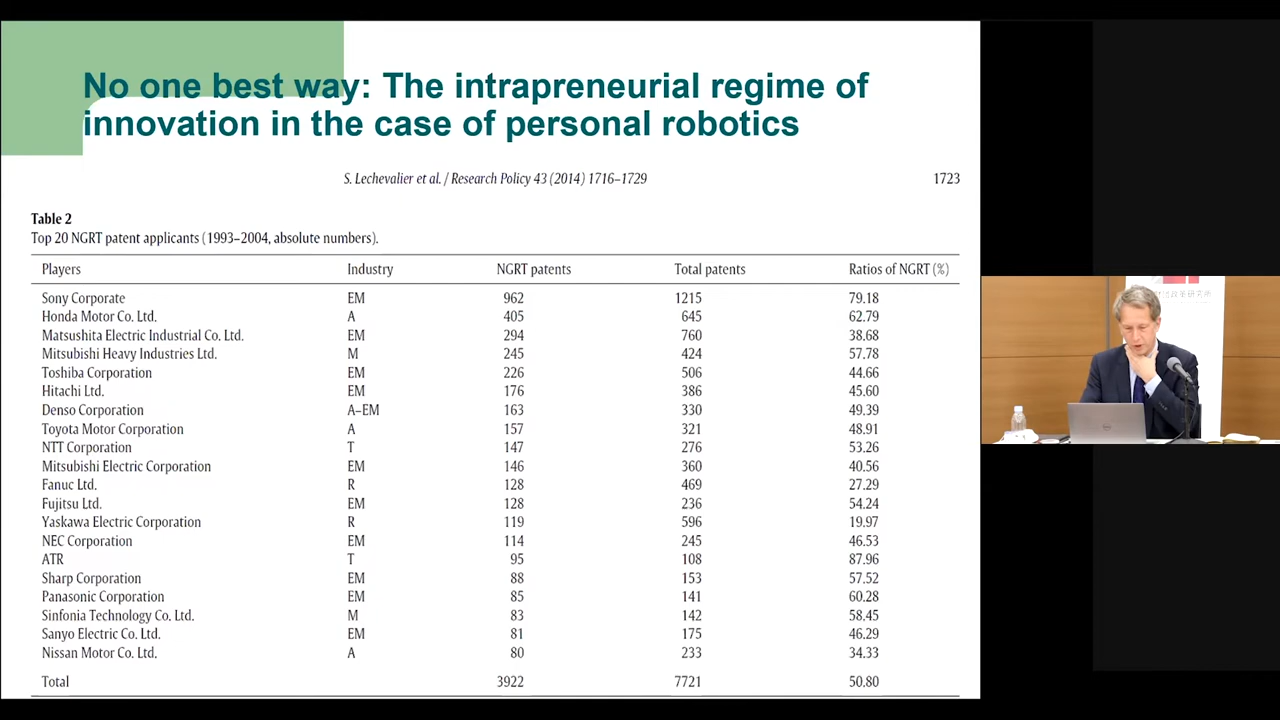 No one best way: The intrapreneurial regime of
innovation in the case of personal robotics
S. Lechevalier et al. / Research Policy 43 (2014) 1716–1729 1723
Table 2
Top 20 NGRT patent applicants (1993–2004, absolute numbers).
Players Industry NGRT patents Total patents Ratios of NGRT (%)
Sony Corporate EM 962 1215 79.18
Honda Motor Co. Ltd. A 405 645 62.79
Matsushita Electric Industrial Co. Ltd. EM 294 760 38.68
Mitsubishi Heavy Industries Ltd. M 245 424 57.78
Toshiba Corporation EM 226 506 44.66
Hitachi Ltd. EM 176 386 45.60
Denso Corporation A–EM 163 330 49.39
Toyota Motor Corporation A 157 321 48.91
NTT Corporation T 147 276 53.26
Mitsubishi Electric Corporation EM 146 360 40.56
Fanuc Ltd. R 128 469 27.29
Fujitsu Ltd. EM 128 236 54.24
Yaskawa Electric Corporation R 119 596 19.97
NEC Corporation EM 114 245 46.53
ATR T 95 108 87.96
Sharp Corporation EM 88 153 57.52
Panasonic Corporation EM 85 141 60.28
Sinfonia Technology Co. Ltd. M 83 142 58.45
Sanyo Electric Co. Ltd. EM 81 175 46.29
Nissan Motor Co. Ltd. A 80 233 34.33
Total 3922 7721 50.80